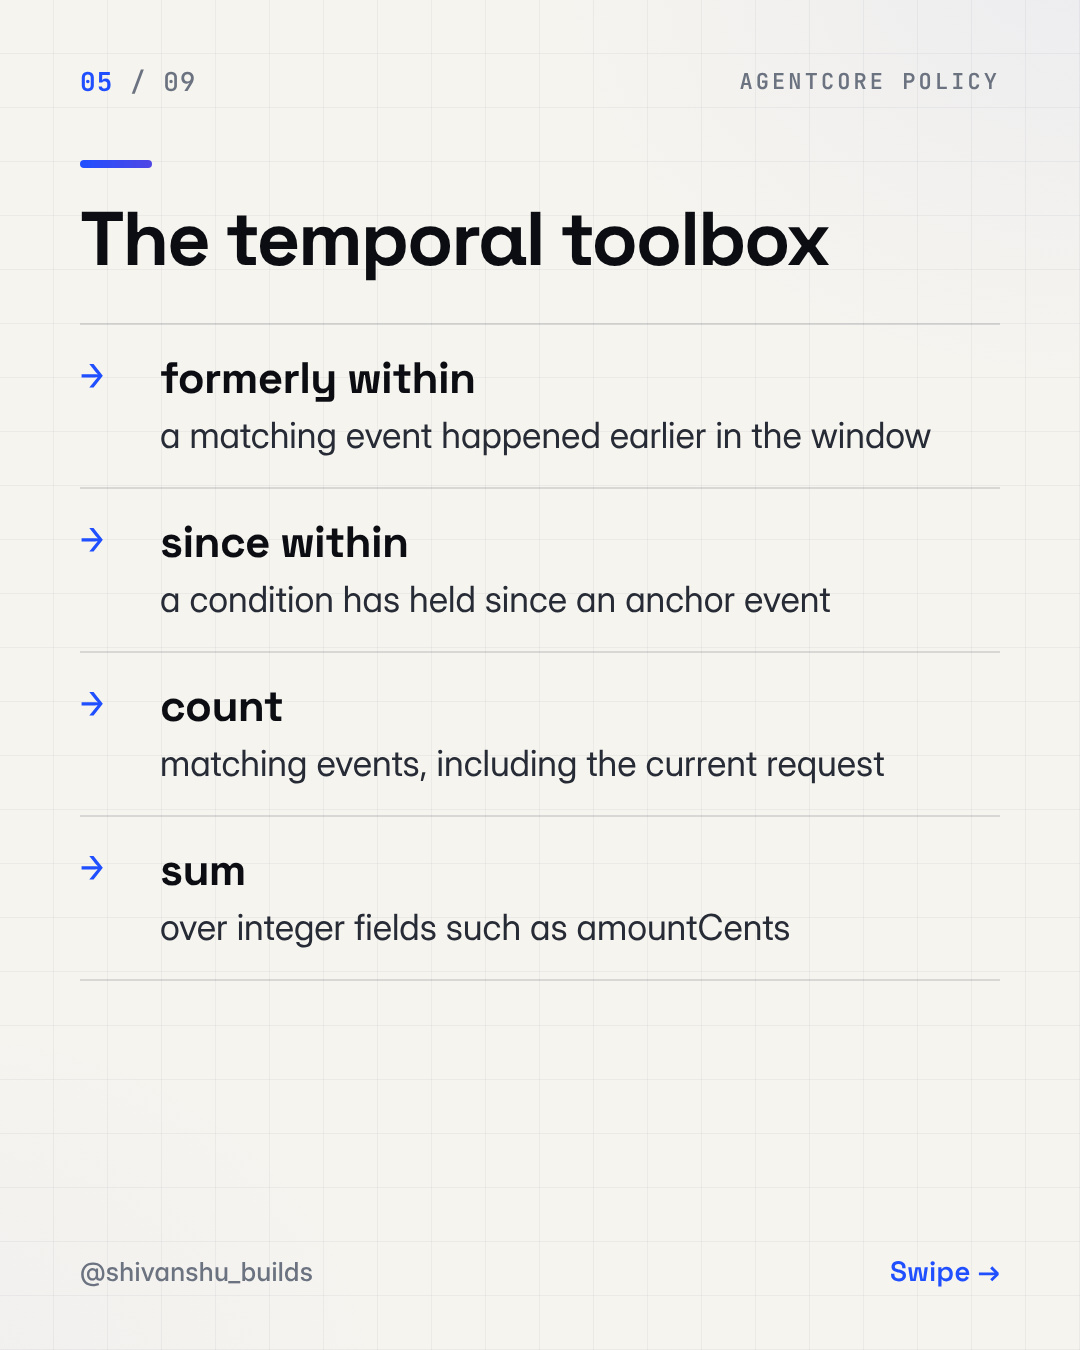 05 / 09
AGENTCORE POLICY
The temporal toolbox
→ formerly within
a matching event happened earlier in the window
→ since within
a condition has held since an anchor event
→ count
matching events, including the current request
→ sum
over integer fields such as amountCents
@shivanshu_builds
Swipe →